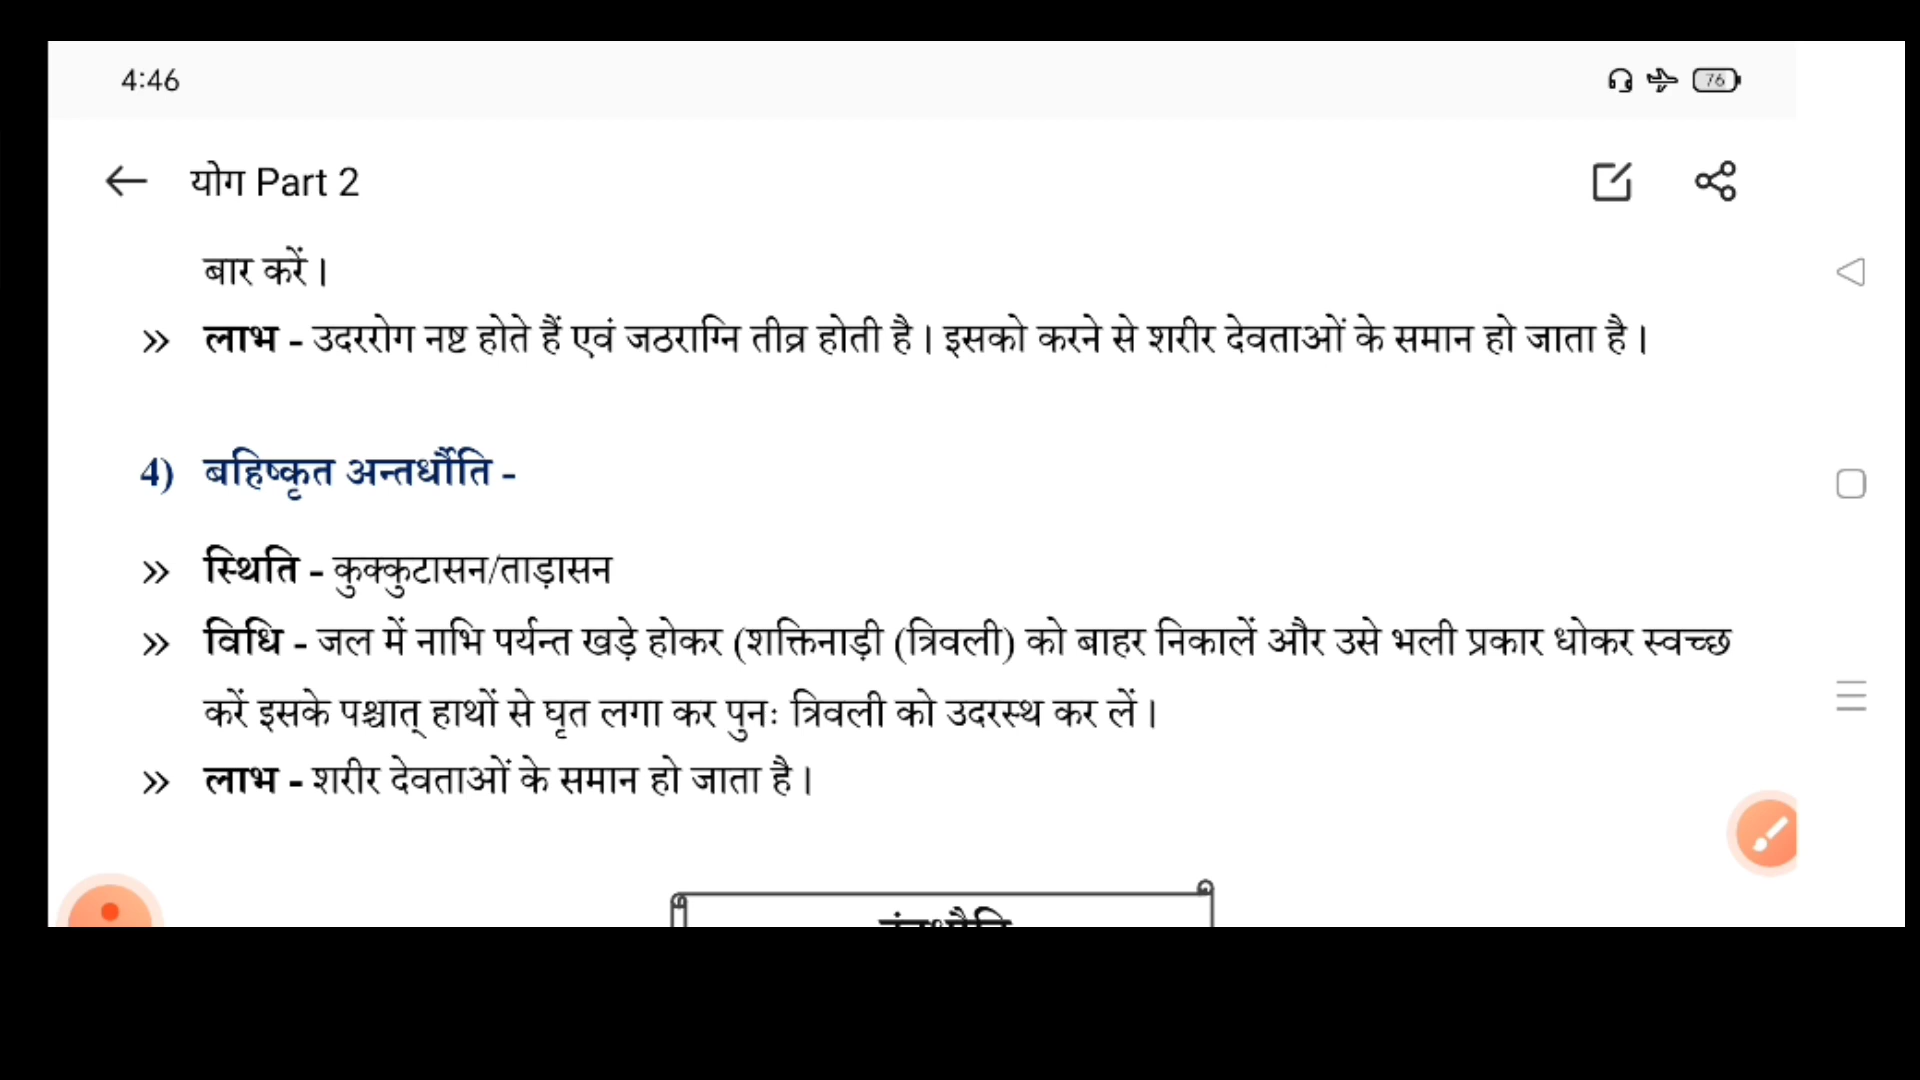 4:46
76
योग Part 2
बार करें।
» लाभ - उदररोग नष्ट होते हैं एवं जठराग्नि तीव्र होती है। इसको करने से शरीर देवताओं के समान हो जाता है।
4) बहिष्कृत अन्तर्धौति -
» स्थिति - कुक्कुटासन/ताड़ासन
» विधि - जल में नाभि पर्यन्त खड़े होकर (शक्तिनाड़ी (त्रिवली) को बाहर निकालें और उसे भली प्रकार धोकर स्वच्छ
करें इसके पश्चात् हाथों से घृत लगा कर पुनः त्रिवली को उदरस्थ कर लें।
» लाभ - शरीर देवताओं के समान हो जाता है।